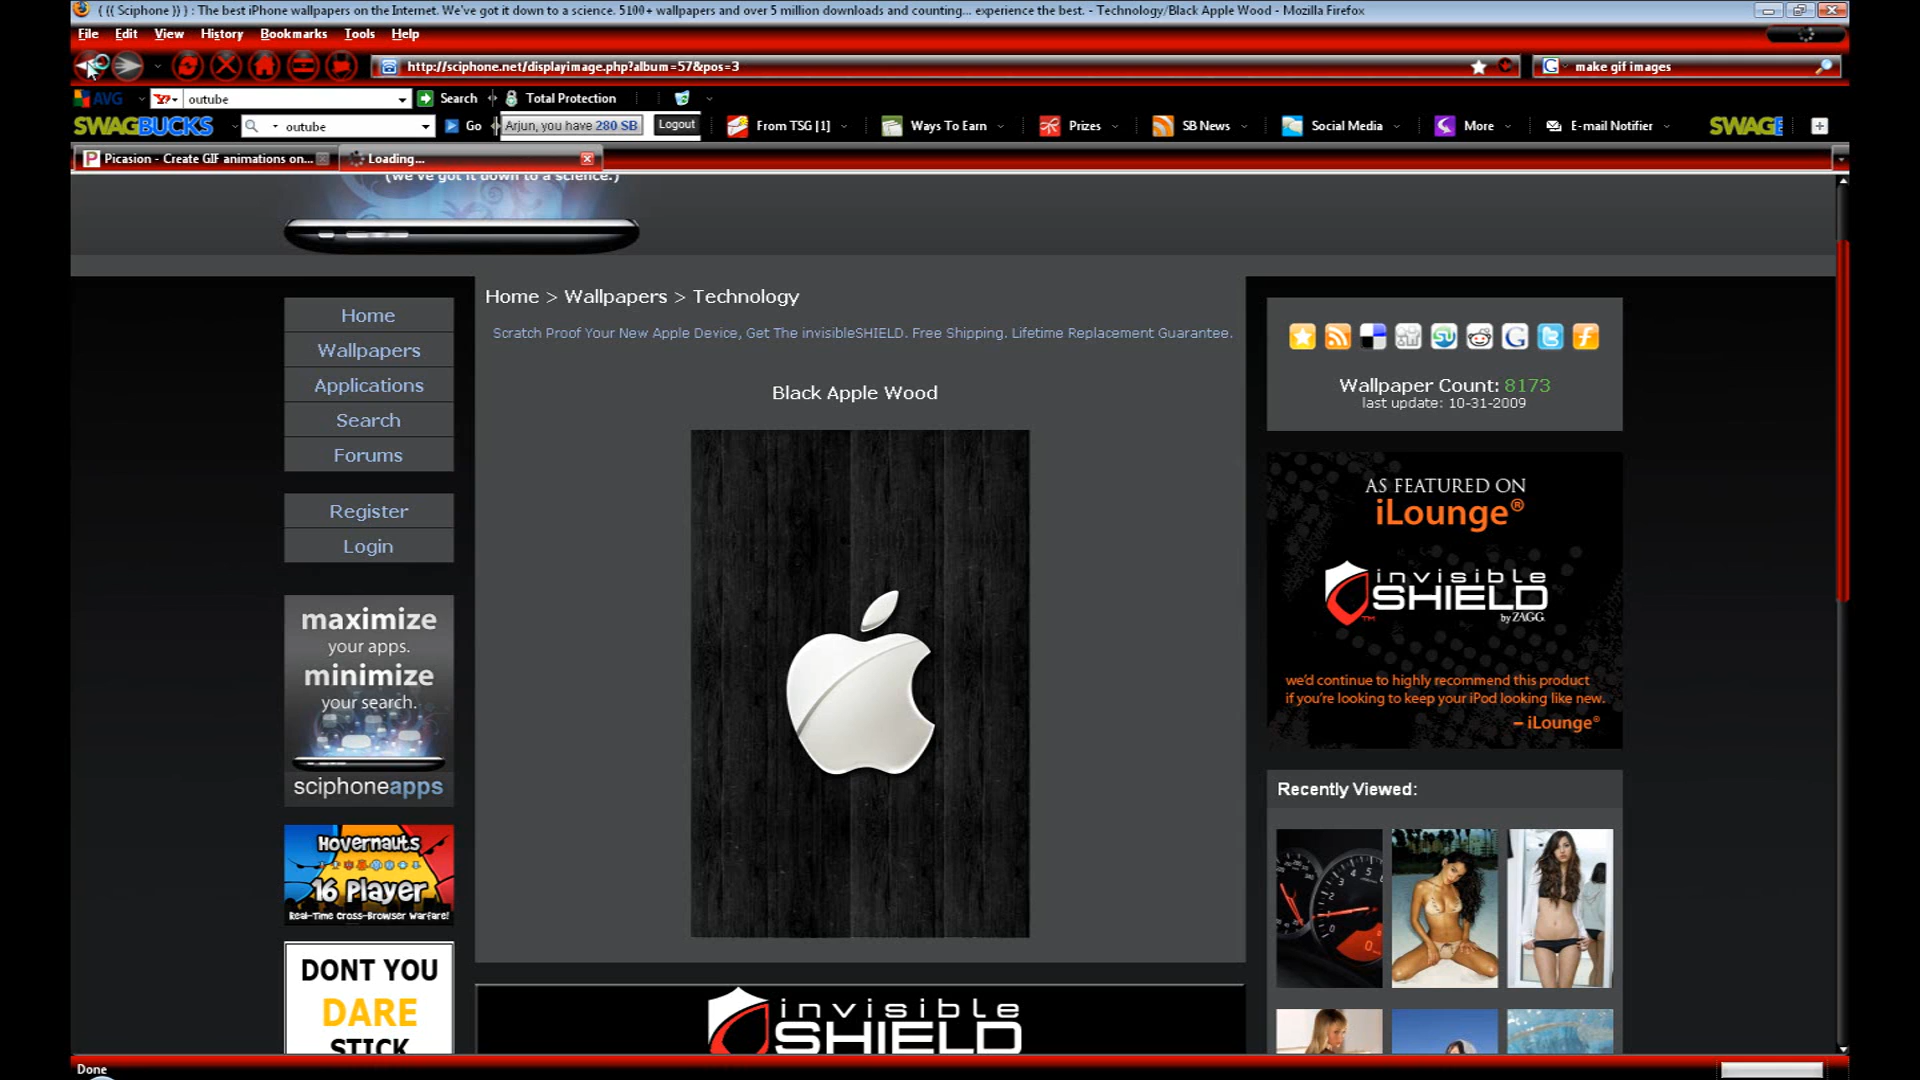 { {{ Sciphone }} } : The best iPhone wallpapers on the Internet. We've got it down to a science. 5100+ wallpapers and over 5 million downloads and counting... experience the best. - Technology/Black Apple Wood - Mozilla Firefox
File Edit View History Bookmarks Tools Help
http://sciphone.net/displayimage.php?album=57&pos=3
make gif images
AVG outube Search Total Protection
SWAGBUCKS outube Go Arjun, you have 280 SB Logout From TSG [1] Ways To Earn Prizes SB News Social Media More E-mail Notifier SWAG
Picasion - Create GIF animations on... Loading...
(we've got it down to a science.)
Home
Wallpapers
Applications
Search
Forums
Register
Login
maximize
your apps.
minimize
your search.
sciphoneapps
Hovernauts
16 Player
Real-Time Cross-Browser Warfare!
DONT YOU
DARE
STICK
Home > Wallpapers > Technology
Scratch Proof Your New Apple Device, Get The invisibleSHIELD. Free Shipping. Lifetime Replacement Guarantee.
Black Apple Wood
invisible
SHIELD
Wallpaper Count: 8173
last update: 10-31-2009
AS FEATURED ON
iLounge®
invisible
SHIELD
by ZAGG
we'd continue to highly recommend this product
if you're looking to keep your iPod looking like new.
– iLounge®
Recently Viewed:
Done